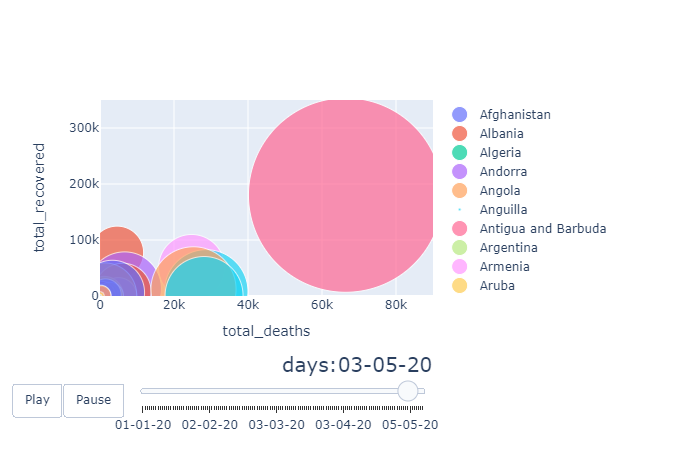 total_recovered
300k
200k
100k
0
0
20k
40k
60k
80k
total_deaths
Afghanistan
Albania
Algeria
Andorra
Angola
Anguilla
Antigua and Barbuda
Argentina
Armenia
Aruba
days:03-05-20
Play
Pause
01-01-20
02-02-20
03-03-20
03-04-20
05-05-20